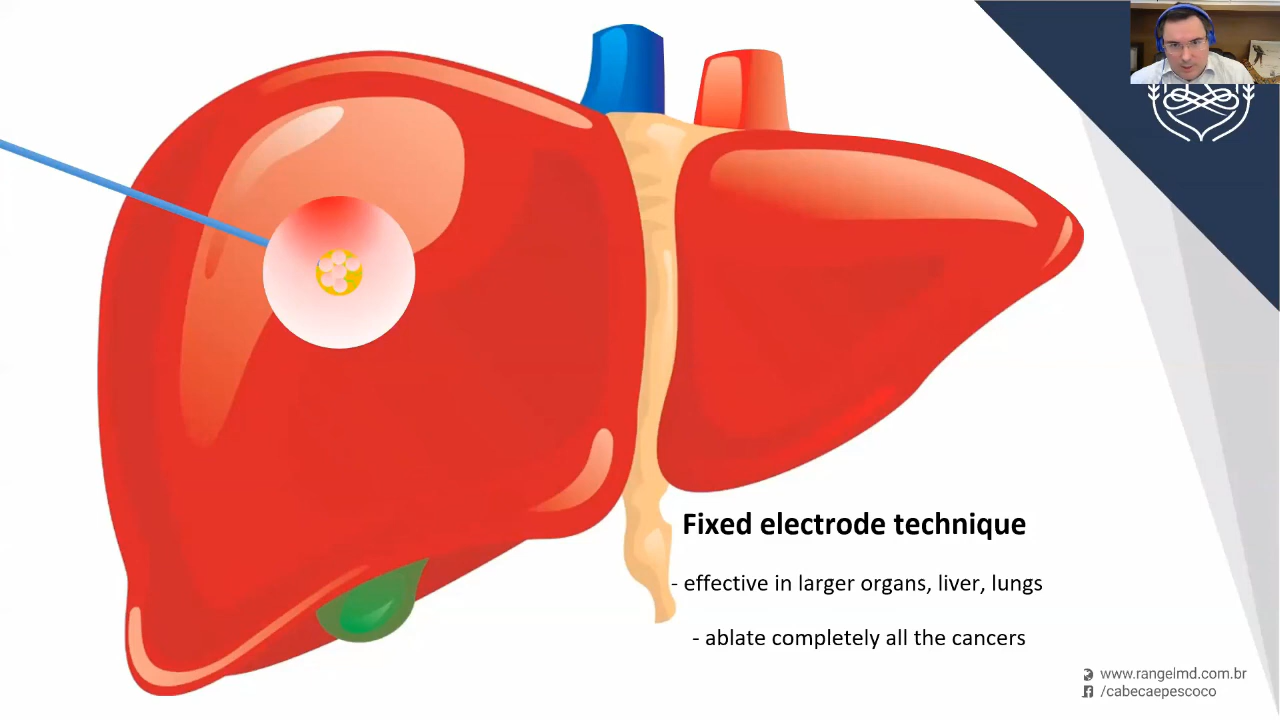 Fixed electrode technique
- effective in larger organs, liver, lungs
- ablate completely all the cancers
www.rangelmd.com.br
/cabecaepescoco